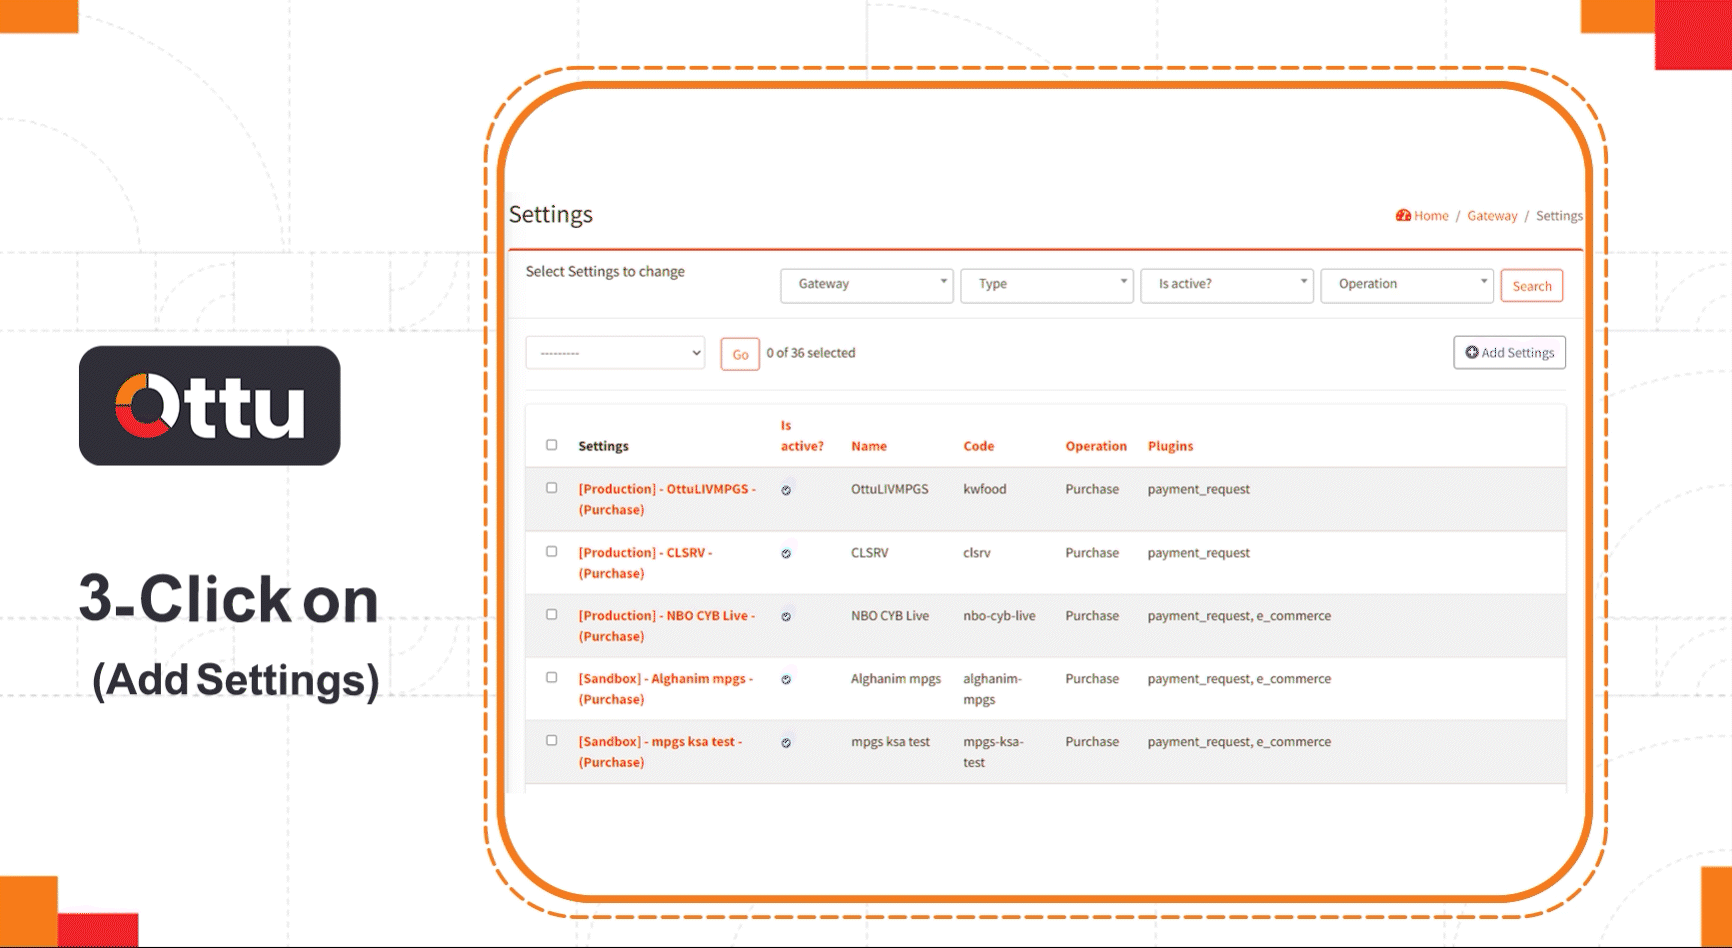 Ottu
3-Click on
(Add Settings)
Settings
Home / Gateway / Settings
Select Settings to change
Gateway
Type
Is active?
Operation
Search
---------
Go
0 of 36 selected
Add Settings
Settings
Is
active?
Name
Code
Operation
Plugins
[Production] - OttuLIVMPGS -
(Purchase)
OttuLIVMPGS
kwfood
Purchase
payment_request
[Production] - CLSRV -
(Purchase)
CLSRV
clsrv
Purchase
payment_request
[Production] - NBO CYB Live -
(Purchase)
NBO CYB Live
nbo-cyb-live
Purchase
payment_request, e_commerce
[Sandbox] - Alghanim mpgs -
(Purchase)
Alghanim mpgs
alghanim-
mpgs
Purchase
payment_request, e_commerce
[Sandbox] - mpgs ksa test -
(Purchase)
mpgs ksa test
mpgs-ksa-
test
Purchase
payment_request, e_commerce